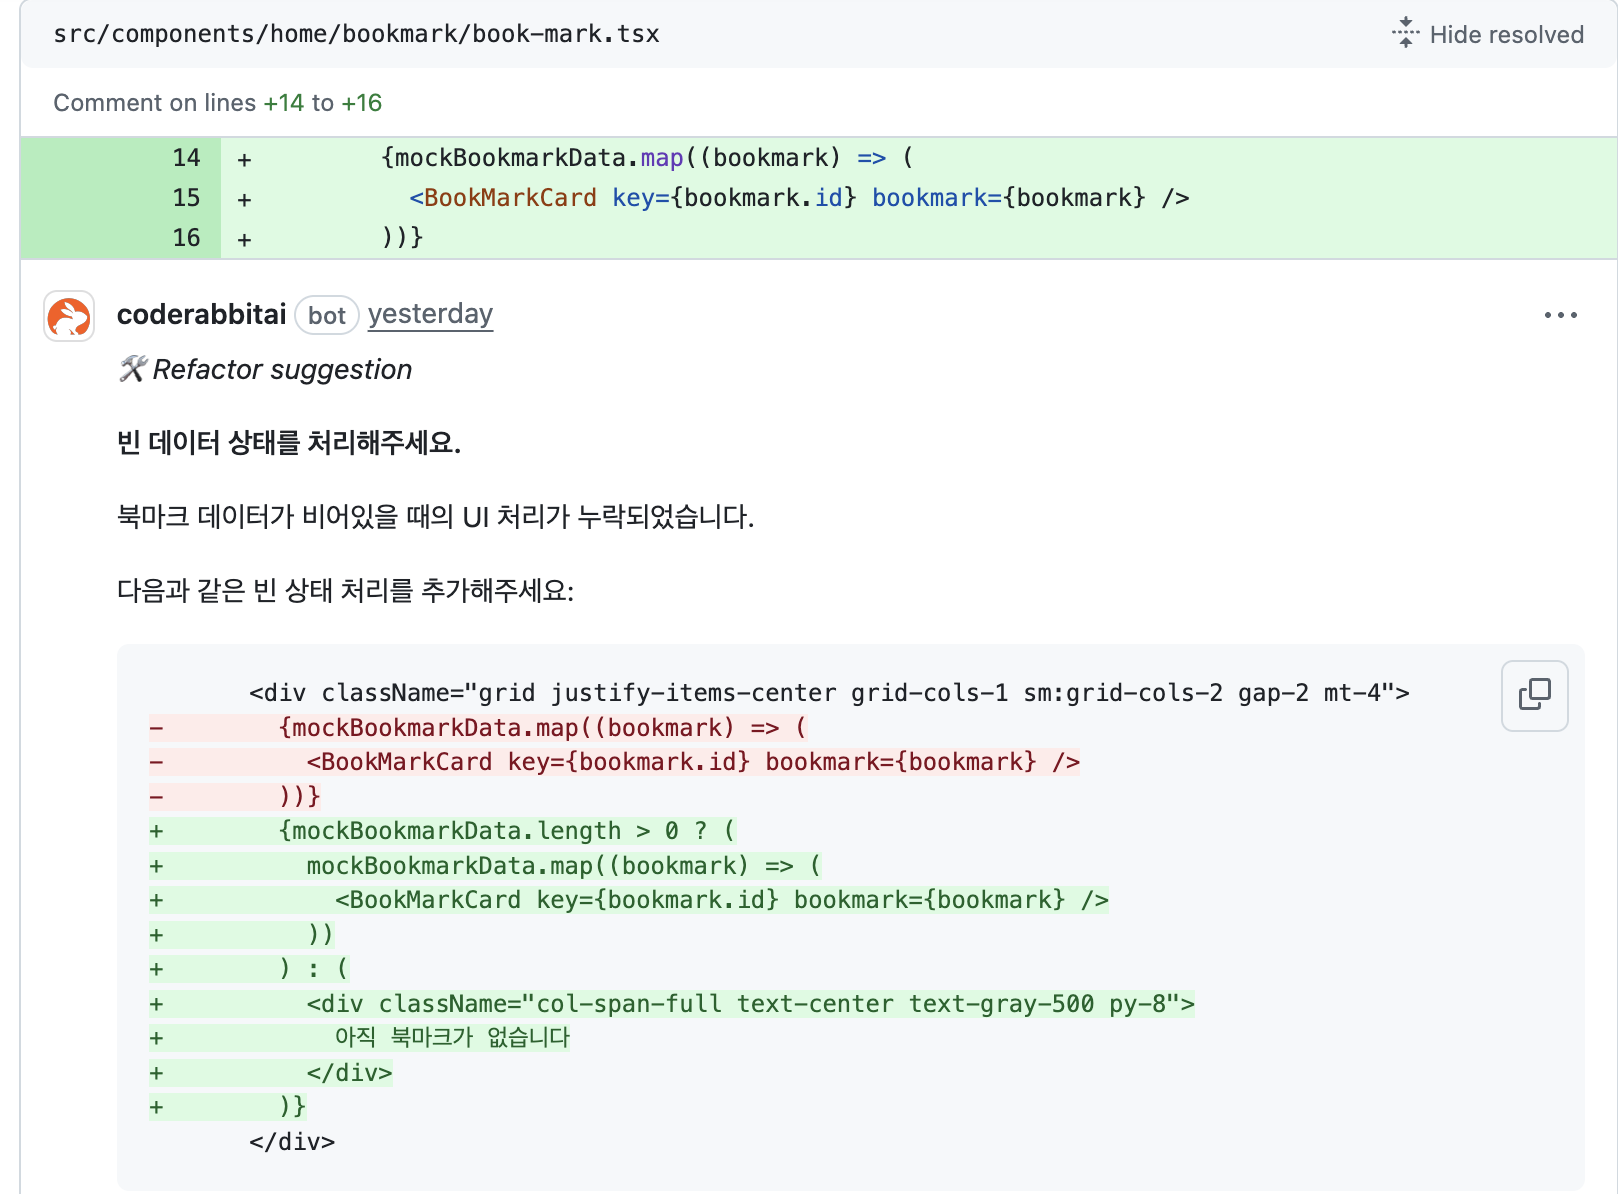 src/components/home/bookmark/book-mark.tsx
Hide resolved
Comment on lines +14 to +16
14 + {mockBookmarkData.map((bookmark) => (
15 + <BookMarkCard key={bookmark.id} bookmark={bookmark} />
16 + ))}
coderabbitai bot yesterday
🛠️ Refactor suggestion
빈 데이터 상태를 처리해주세요.
북마크 데이터가 비어있을 때의 UI 처리가 누락되었습니다.
다음과 같은 빈 상태 처리를 추가해주세요:
<div className="grid justify-items-center grid-cols-1 sm:grid-cols-2 gap-2 mt-4">
- {mockBookmarkData.map((bookmark) => (
- <BookMarkCard key={bookmark.id} bookmark={bookmark} />
- ))}
+ {mockBookmarkData.length > 0 ? (
+ mockBookmarkData.map((bookmark) => (
+ <BookMarkCard key={bookmark.id} bookmark={bookmark} />
+ ))
+ ) : (
+ <div className="col-span-full text-center text-gray-500 py-8">
+ 아직 북마크가 없습니다
+ </div>
+ )}
</div>